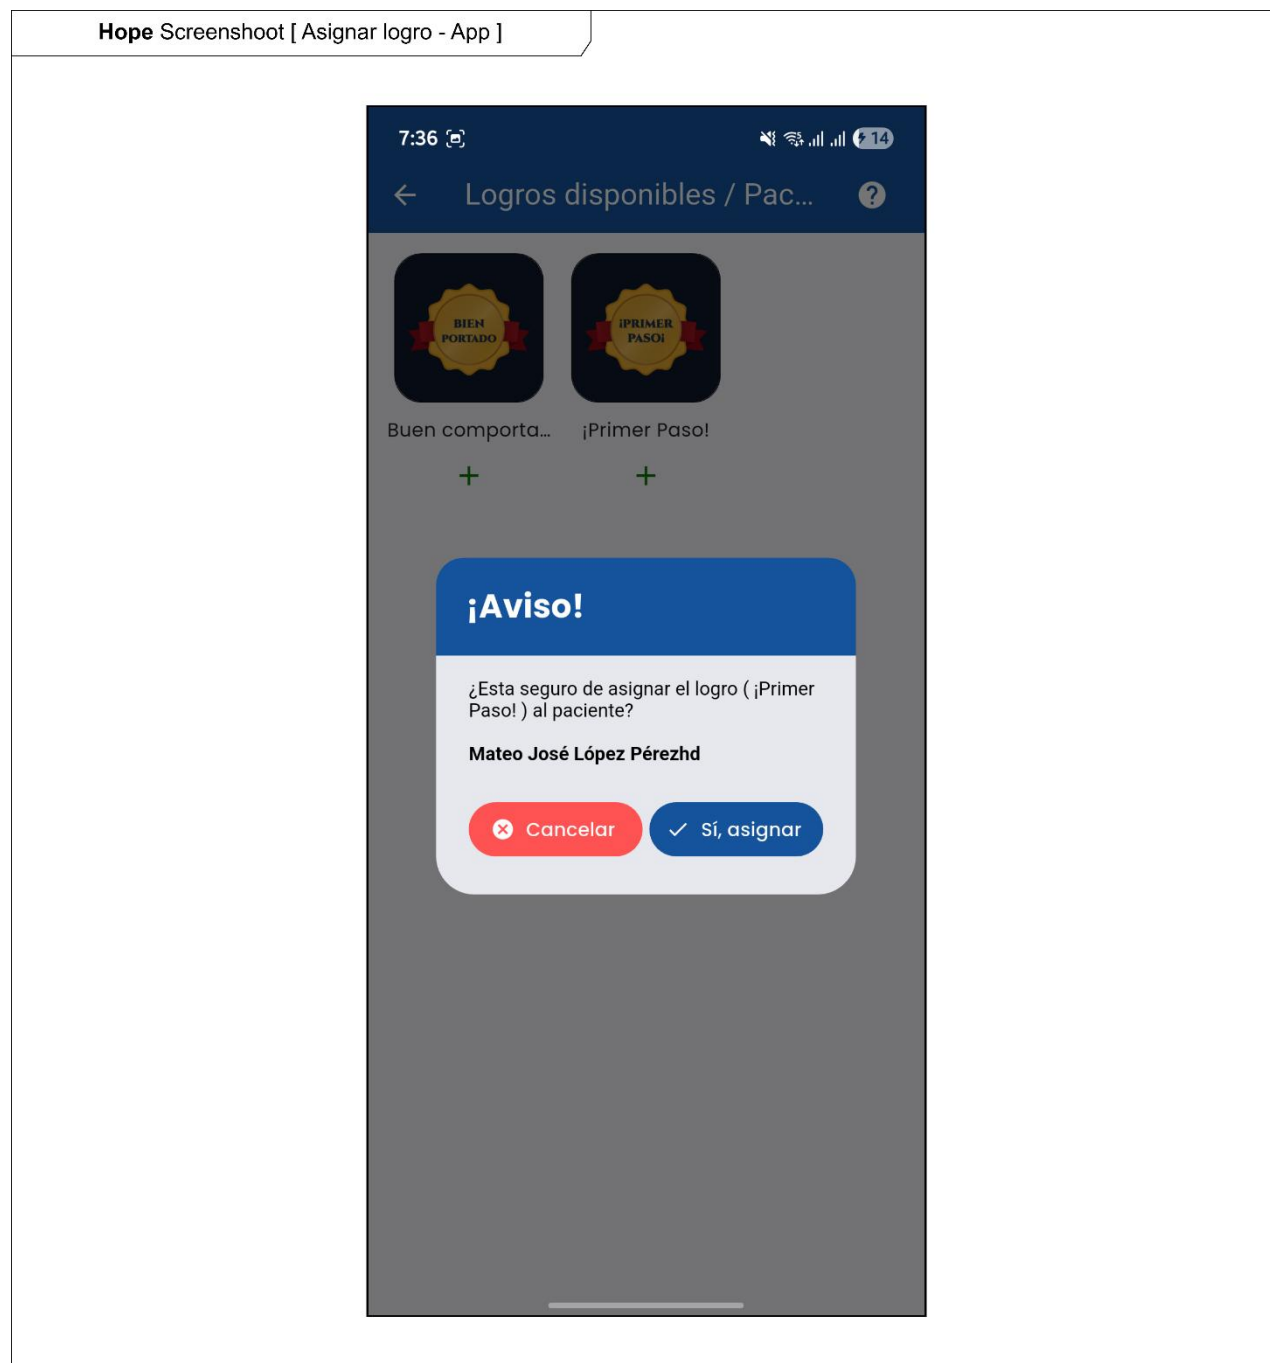 Hope Screenshoot [ Asignar logro - App ]
7:36
14
Logros disponibles / Pac...
BIEN
PORTADO
¡PRIMER
PASO¡
Buen comporta...
¡Primer Paso!
¡Aviso!
¿Esta seguro de asignar el logro ( ¡Primer
Paso! ) al paciente?
Mateo José López Pérezhd
Cancelar
Sí, asignar